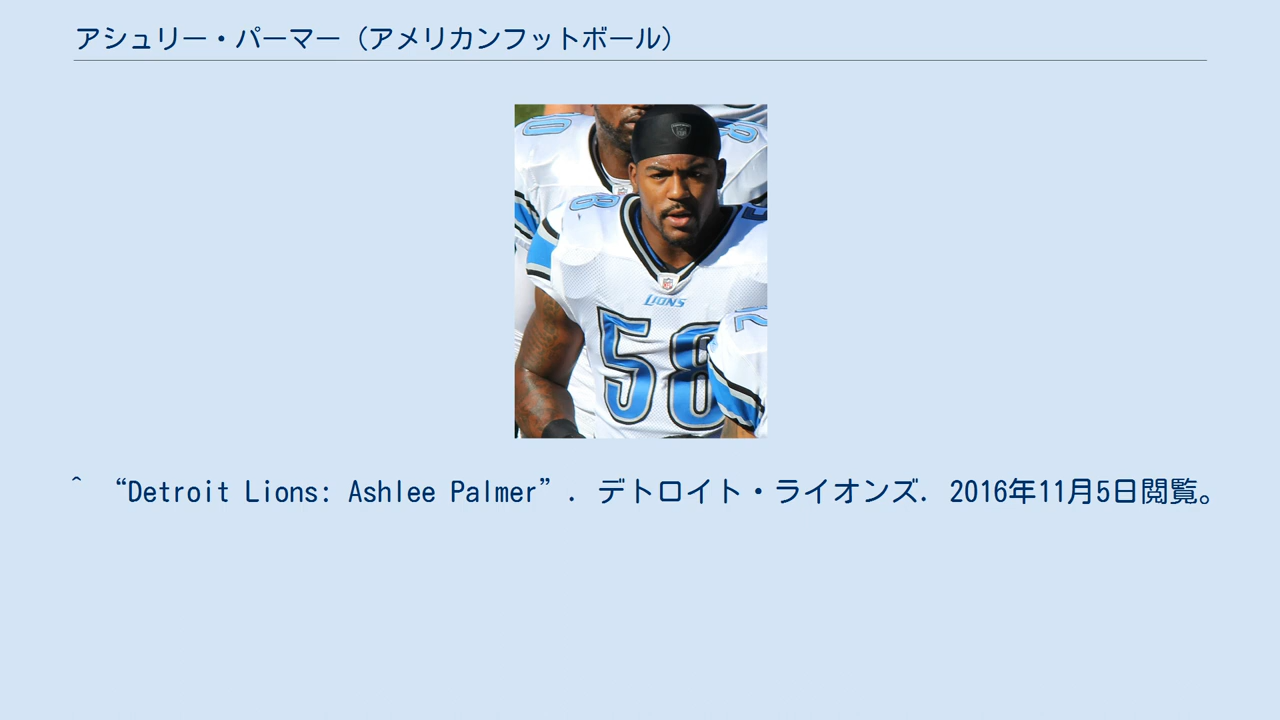 アシュリー・パーマー（アメリカンフットボール）
LIONS
58
^ “Detroit Lions: Ashlee Palmer”. デトロイト・ライオンズ. 2016年11月5日閲覧。